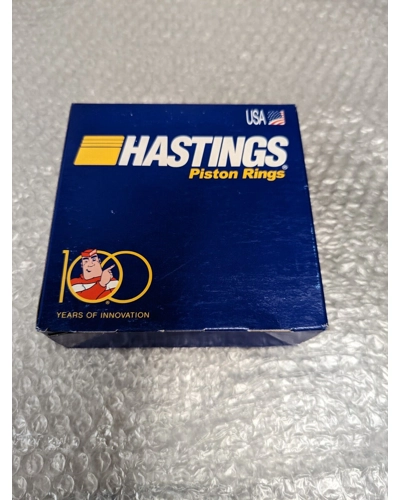 USA
HASTINGS®
Piston Rings®
100
YEARS OF INNOVATION